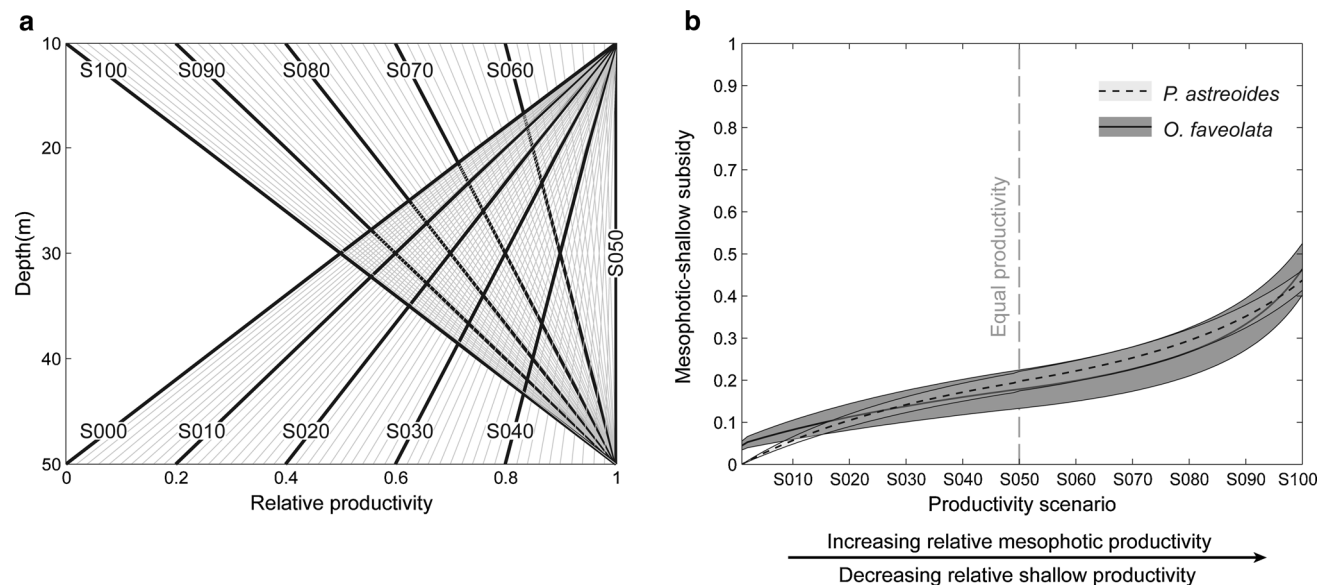 a
10
20
30
40
50
Depth(m)
S100
S090
S080
S070
S060
S050
S000
S010
S020
S030
S040
0
0.2
0.4
0.6
0.8
1
Relative productivity
b
1
0.9
0.8
0.7
0.6
0.5
0.4
0.3
0.2
0.1
0
Mesophotic-shallow subsidy
Equal productivity
P. astreoides
O. faveolata
S010
S020
S030
S040
S050
S060
S070
S080
S090
S100
Productivity scenario
Increasing relative mesophotic productivity
Decreasing relative shallow productivity